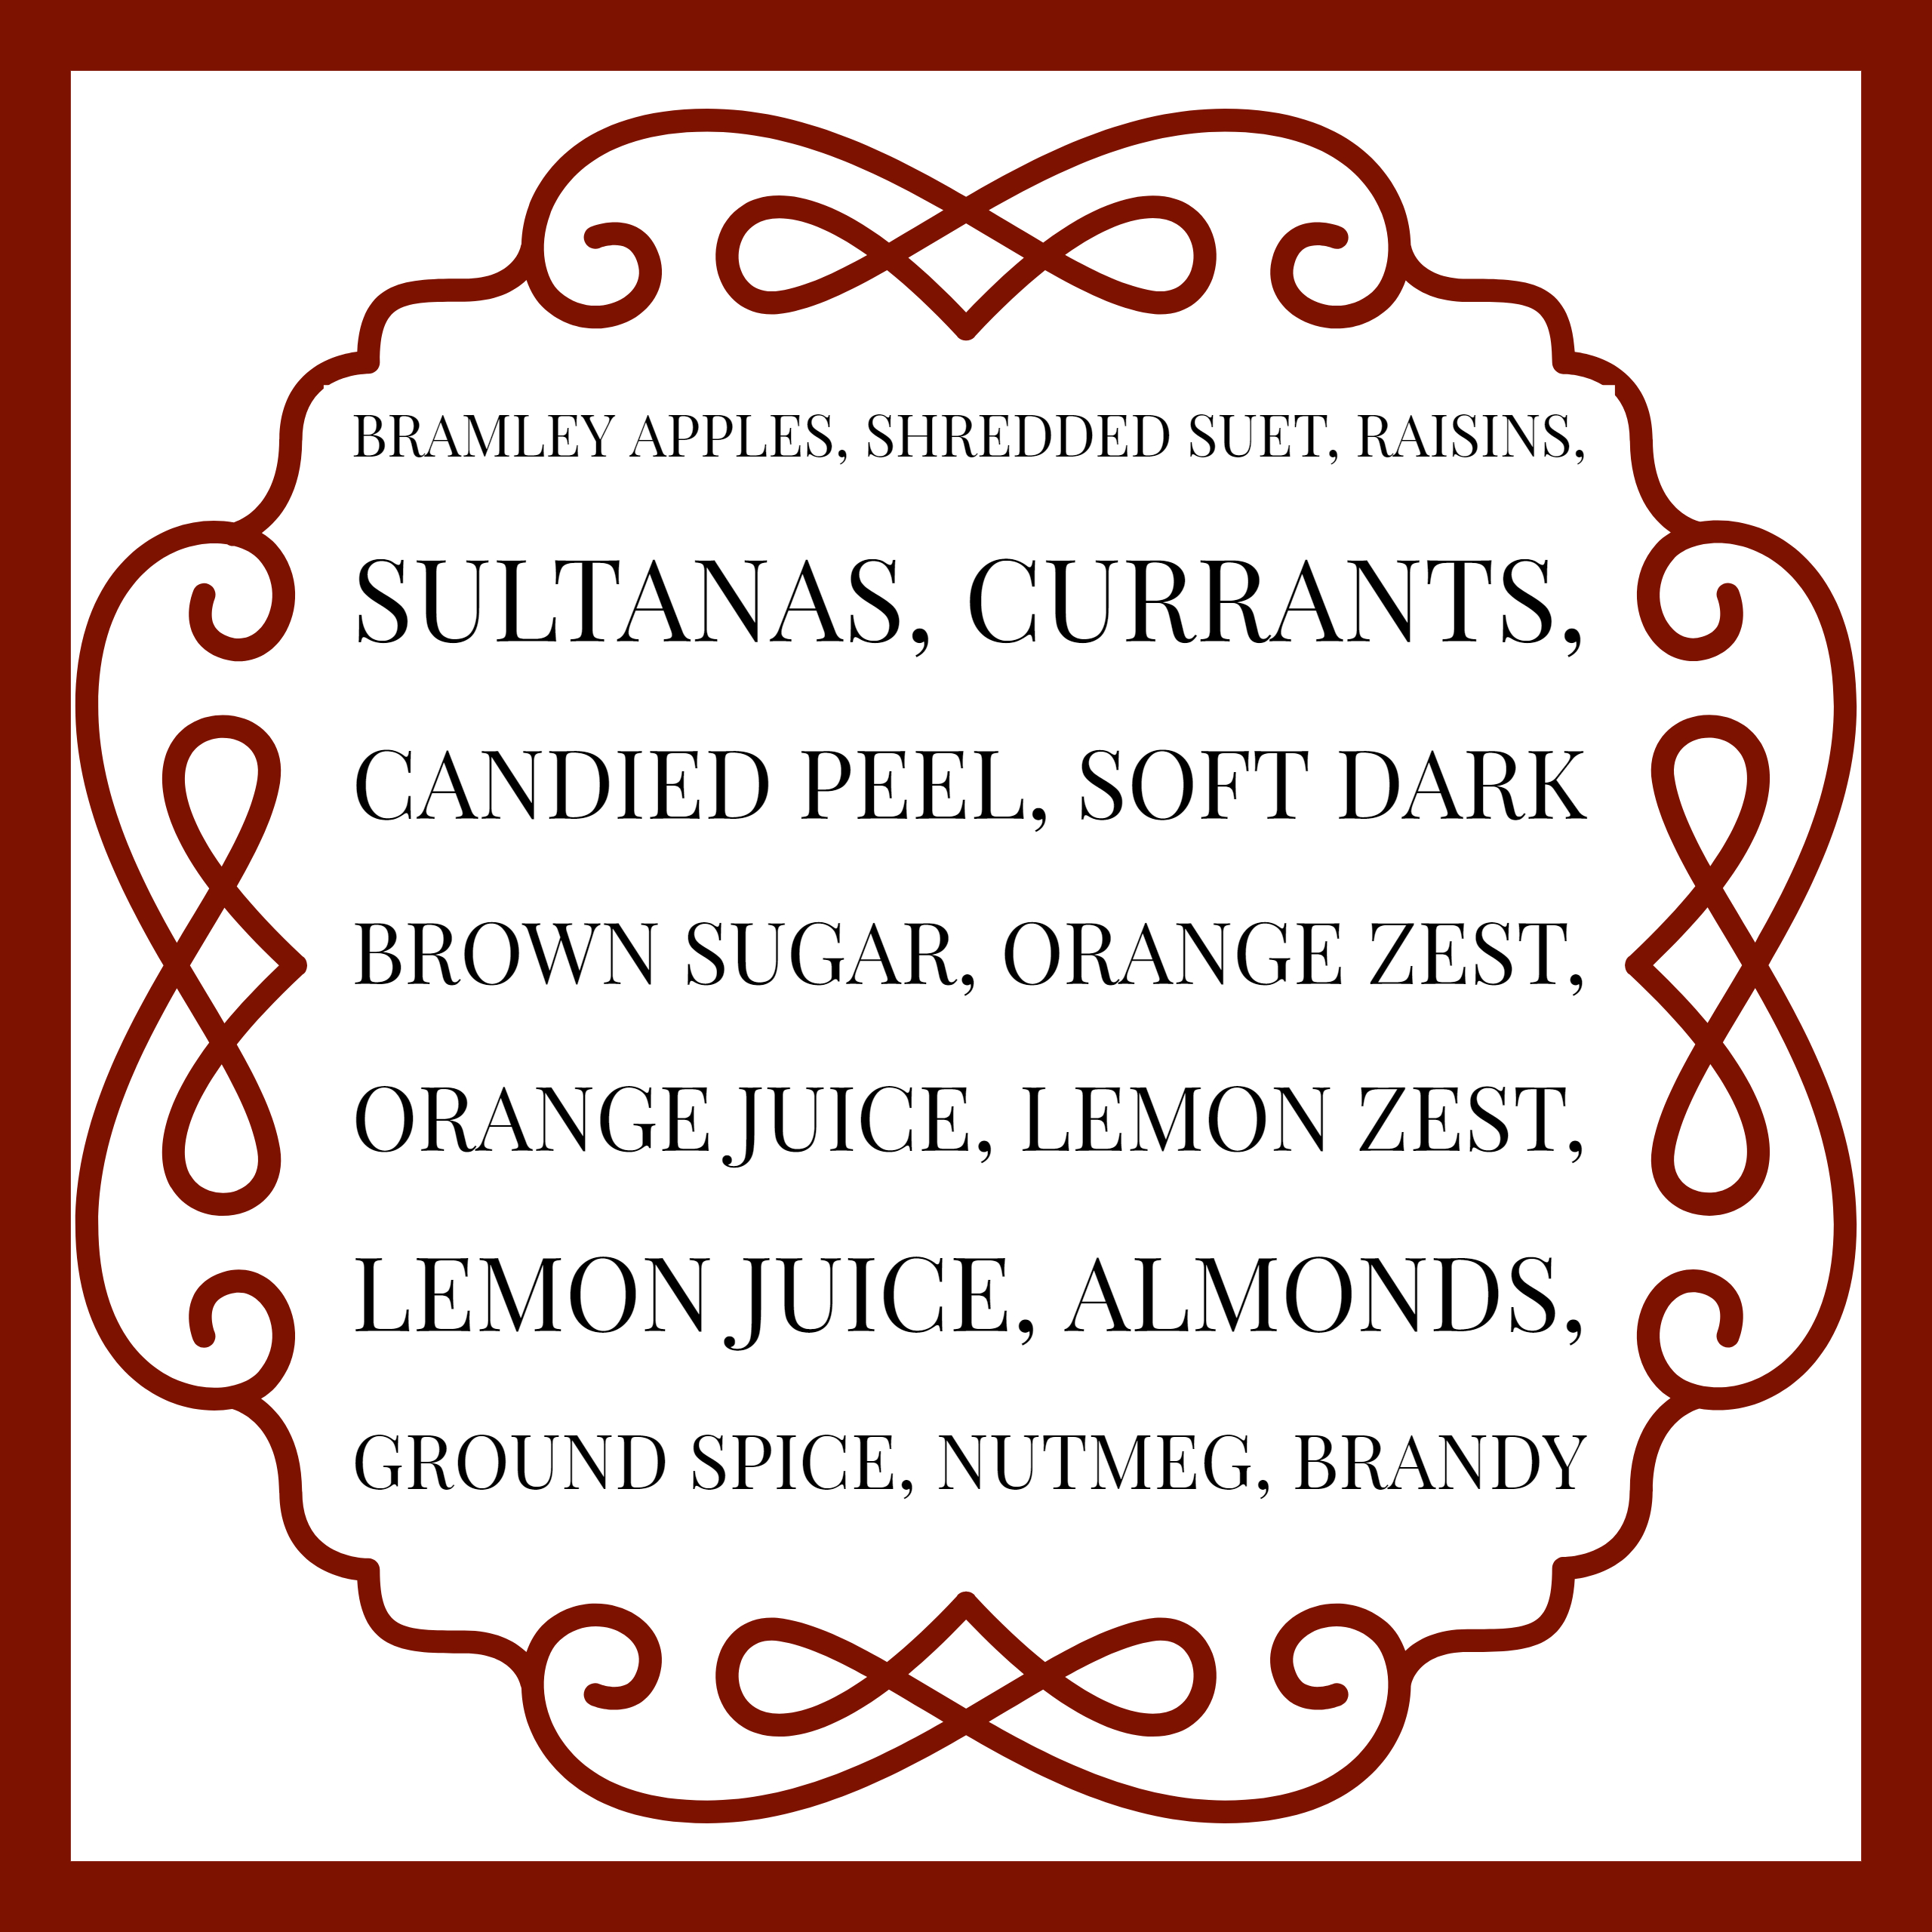 BRAMLEY APPLES, SHREDDED SUET, RAISINS,
SULTANAS, CURRANTS,
CANDIED PEEL, SOFT DARK
BROWN SUGAR, ORANGE ZEST,
ORANGE JUICE, LEMON ZEST,
LEMON JUICE, ALMONDS,
GROUND SPICE, NUTMEG, BRANDY